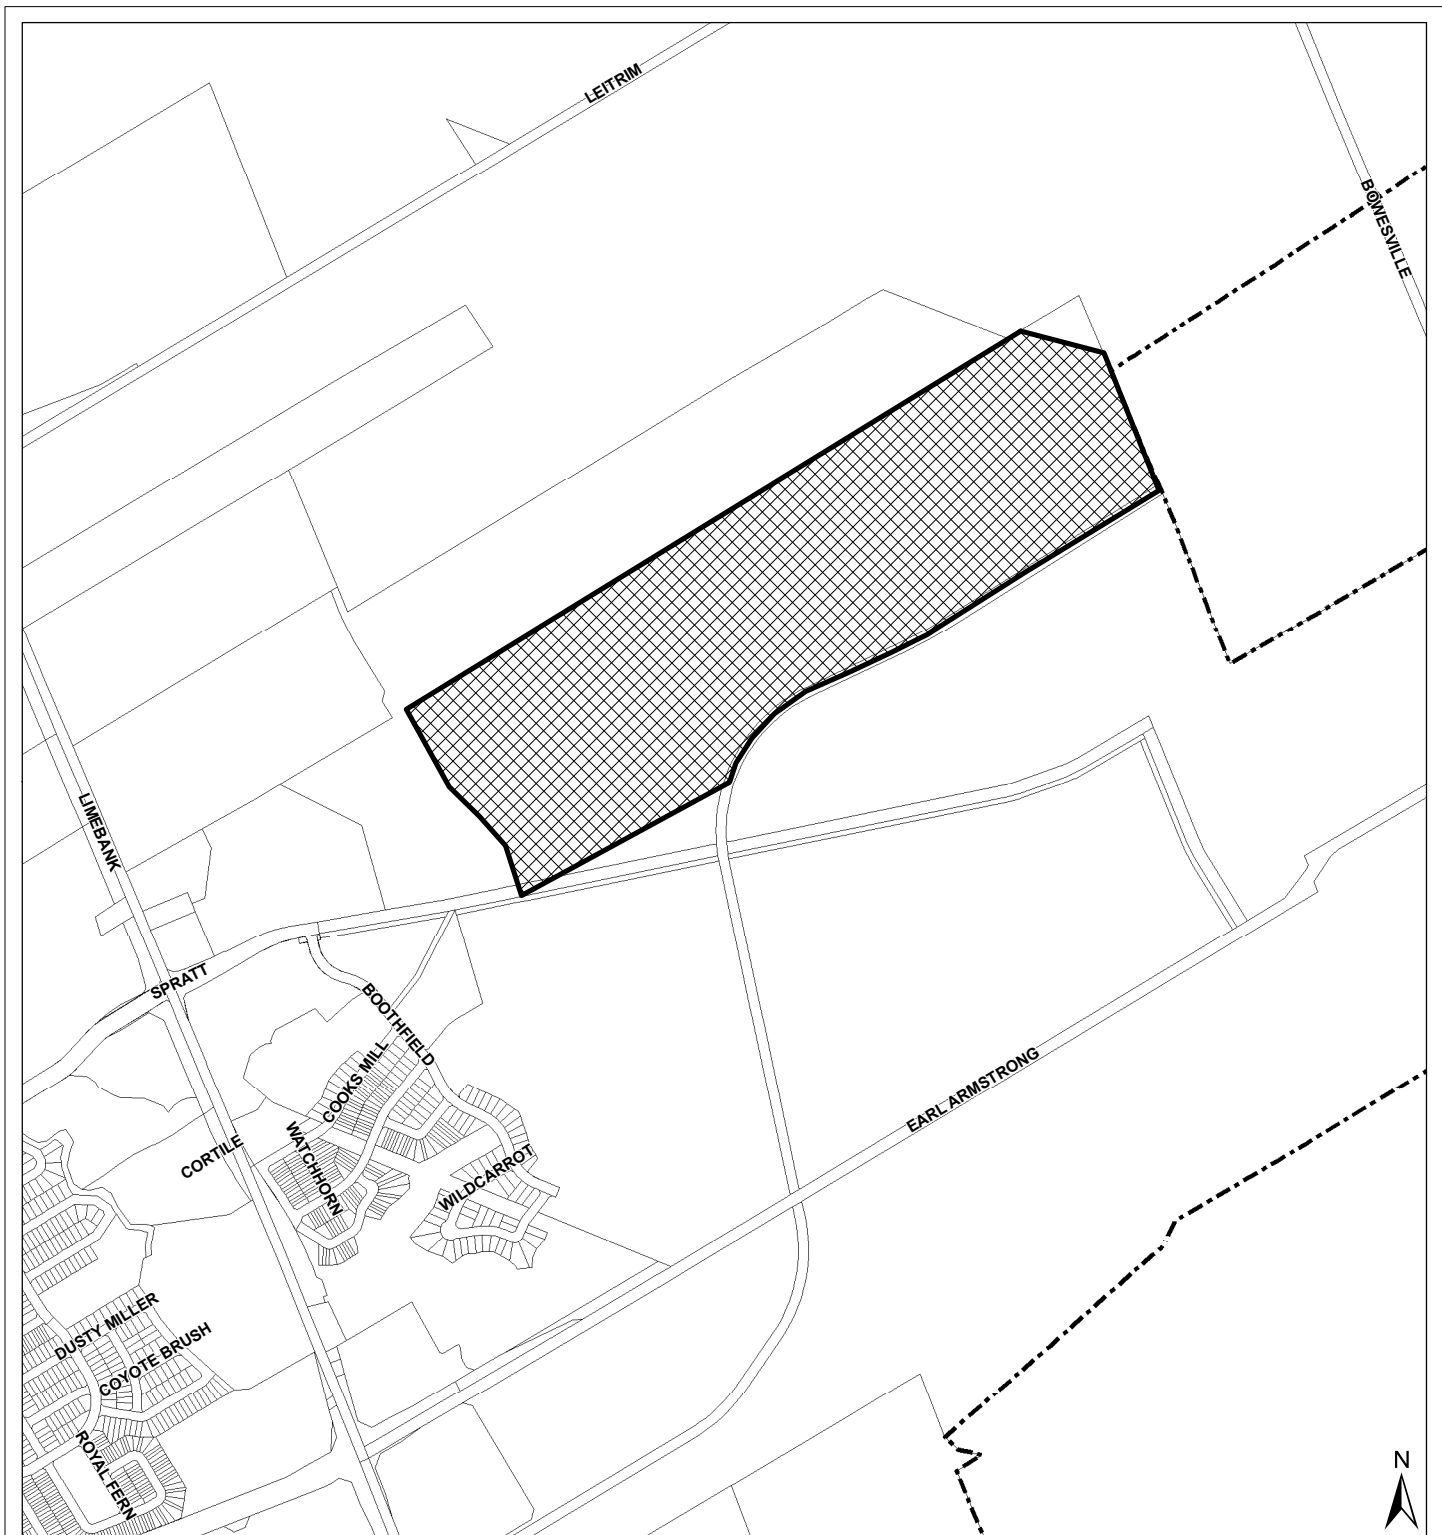 LEITRIM
BOWESVILLE
LIMEBANK
SPRATT
BOOTHFIELD
COOKS MILL
EARL ARMSTRONG
CORTILE
WATCHHORN
WILDCARROT
DUSTY MILLER
COYOTE BRUSH
ROYAL FERN
N